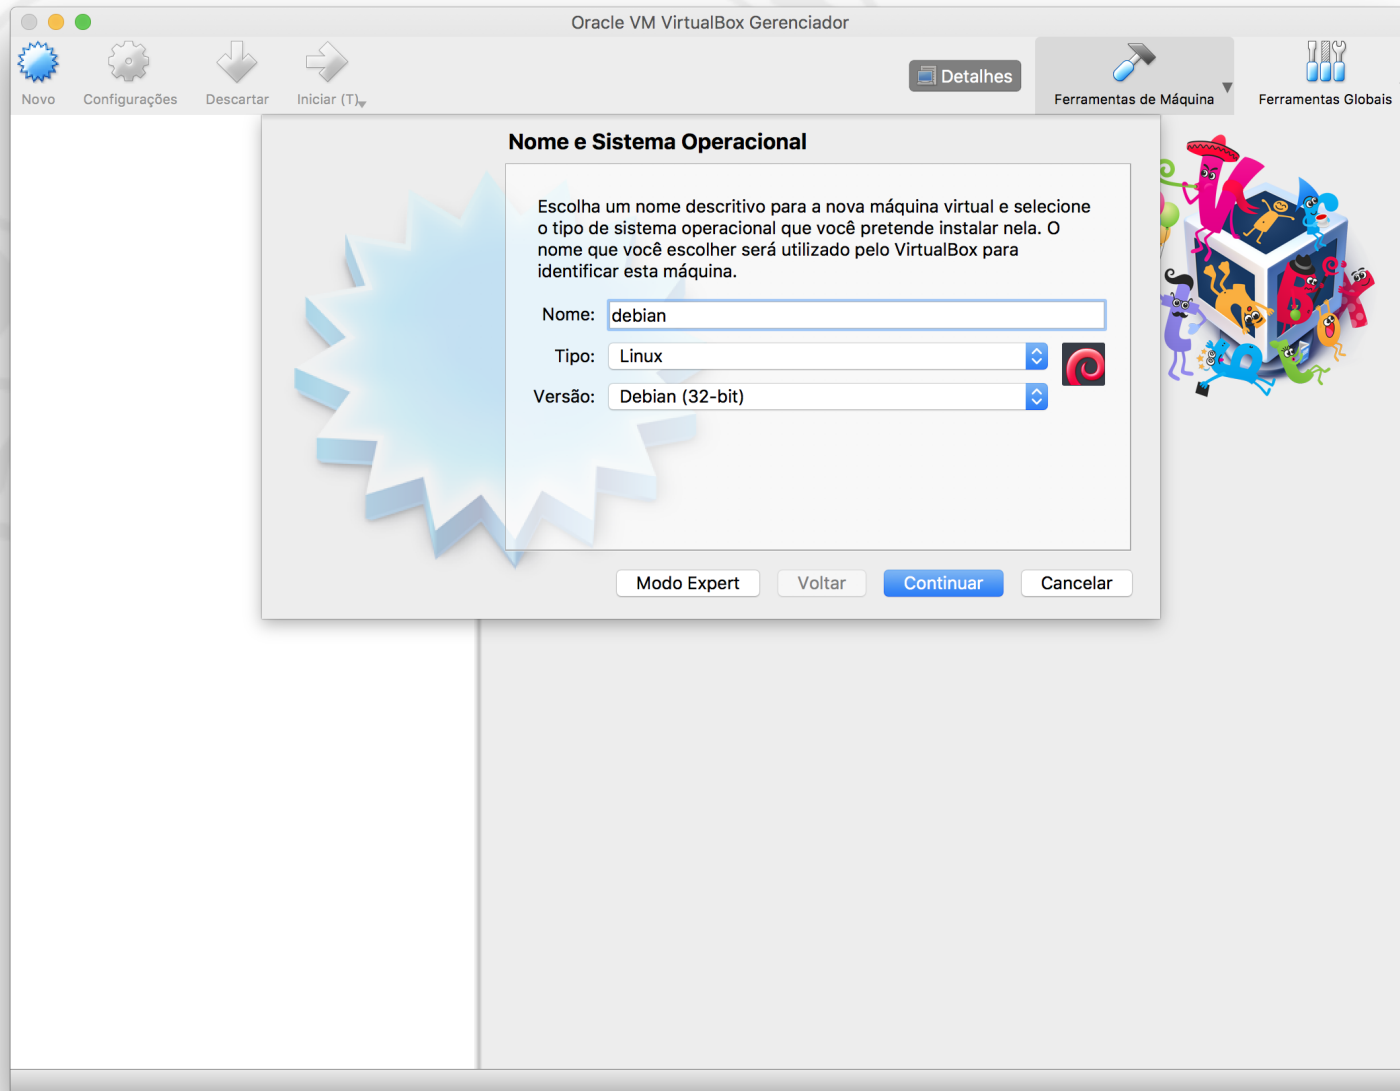 Oracle VM VirtualBox Gerenciador
Novo
Configurações
Descartar
Iniciar (T)
Detalhes
Ferramentas de Máquina
Ferramentas Globais
Nome e Sistema Operacional
Escolha um nome descritivo para a nova máquina virtual e selecione
o tipo de sistema operacional que você pretende instalar nela. O
nome que você escolher será utilizado pelo VirtualBox para
identificar esta máquina.
Nome: debian
Tipo: Linux
Versão: Debian (32-bit)
Modo Expert
Voltar
Continuar
Cancelar